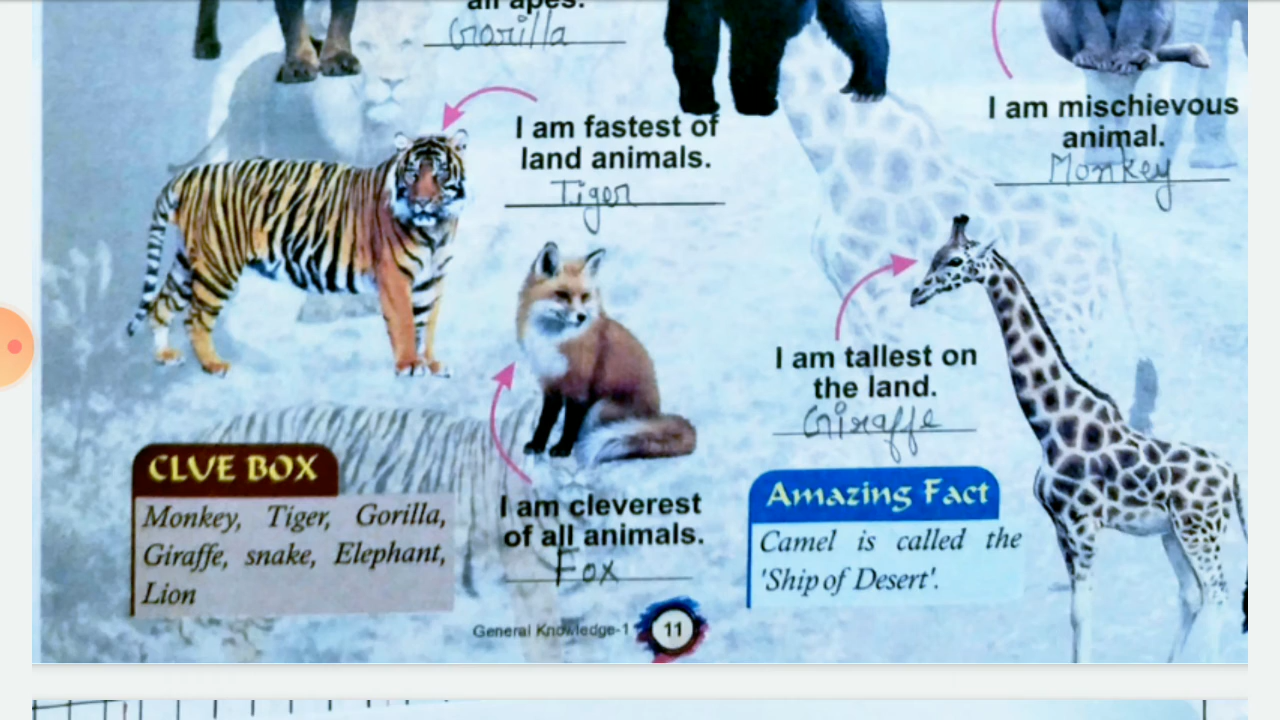 all apes.
Gorilla
I am fastest of
land animals.
Tiger
I am mischievous
animal.
Monkey
I am tallest on
the land.
Giraffe
I am cleverest
of all animals.
Fox
CLUE BOX
Monkey, Tiger, Gorilla,
Giraffe, snake, Elephant,
Lion
Amazing Fact
Camel is called the
'Ship of Desert'.
General Knowledge-1 11